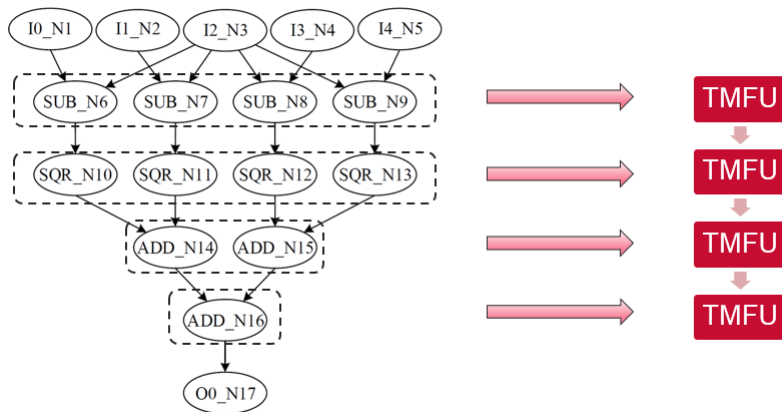 I0_N1 I1_N2 I2_N3 I3_N4 I4_N5
SUB_N6 SUB_N7 SUB_N8 SUB_N9 TMFU
SQR_N10 SQR_N11 SQR_N12 SQR_N13 TMFU
ADD_N14 ADD_N15 TMFU
ADD_N16 TMFU
O0_N17